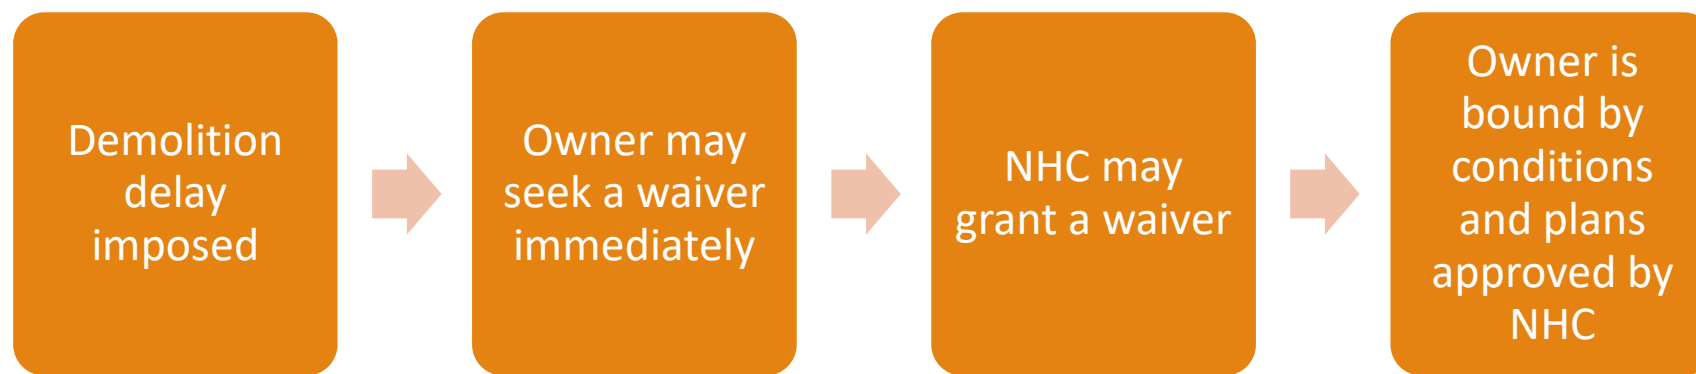 Demolition
delay
imposed
Owner may
seek a waiver
immediately
NHC may
grant a waiver
Owner is
bound by
conditions
and plans
approved by
NHC